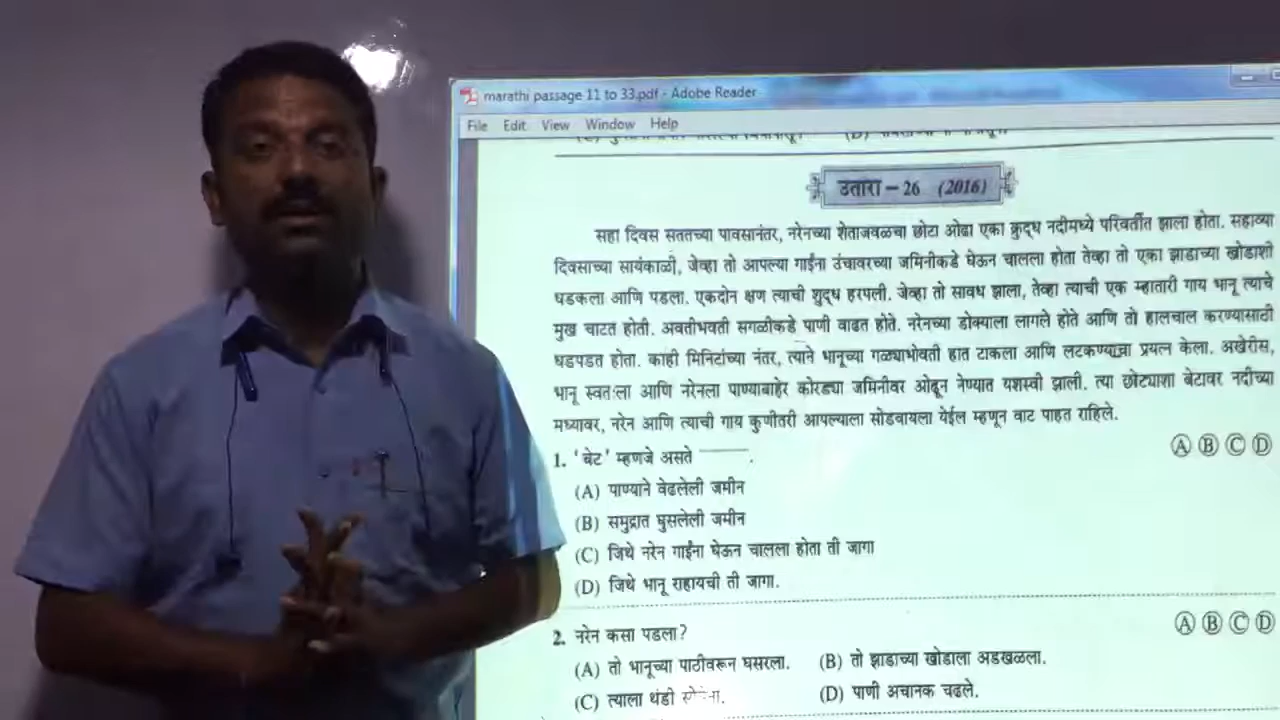 marathi passage 11 to 33.pdf - Adobe Reader
File Edit View Window Help
उतारा – 26 (2016)
सहा दिवस सततच्या पावसानंतर, नरेनच्या शेताजवळचा छोटा ओढा एका क्रुद्ध नदीमध्ये परिवर्तीत झाला होता. सहाव्या
दिवसाच्या सायंकाळी, जेव्हा तो आपल्या गाईंना उंचावरच्या जमिनीकडे घेऊन चालला होता तेव्हा तो एका झाडाच्या खोडाशी
धडकला आणि पडला. एकदोन क्षण त्याची शुद्ध हरपली. जेव्हा तो सावध झाला, तेव्हा त्याची एक म्हातारी गाय भानू त्याचे
मुख चाटत होती. अवतीभवती सगळीकडे पाणी वाढत होते. नरेनच्या डोक्याला लागले होते आणि तो हालचाल करण्यासाठी
धडपडत होता. काही मिनिटांच्या नंतर, त्याने भानूच्या गळ्याभोवती हात टाकला आणि लटकण्याचा प्रयत्न केला. अखेरीस,
भानू स्वतःला आणि नरेनला पाण्याबाहेर कोरड्या जमिनीवर ओढून नेण्यात यशस्वी झाली. त्या छोट्याशा बेटावर नदीच्या
मध्यावर, नरेन आणि त्याची गाय कुणीतरी आपल्याला सोडवायला येईल म्हणून वाट पाहत राहिले.
1. 'बेट' म्हणजे असते ——. Ⓐ Ⓑ Ⓒ Ⓓ
(A) पाण्याने वेढलेली जमीन
(B) समुद्रात घुसलेली जमीन
(C) जिथे नरेन गाईंना घेऊन चालला होता ती जागा
(D) जिथे भानू राहायची ती जागा.
2. नरेन कसा पडला? Ⓐ Ⓑ Ⓒ Ⓓ
(A) तो भानूच्या पाठीवरून घसरला. (B) तो झाडाच्या खोडाला अडखळला.
(C) त्याला थंडी (D) पाणी अचानक चढले.